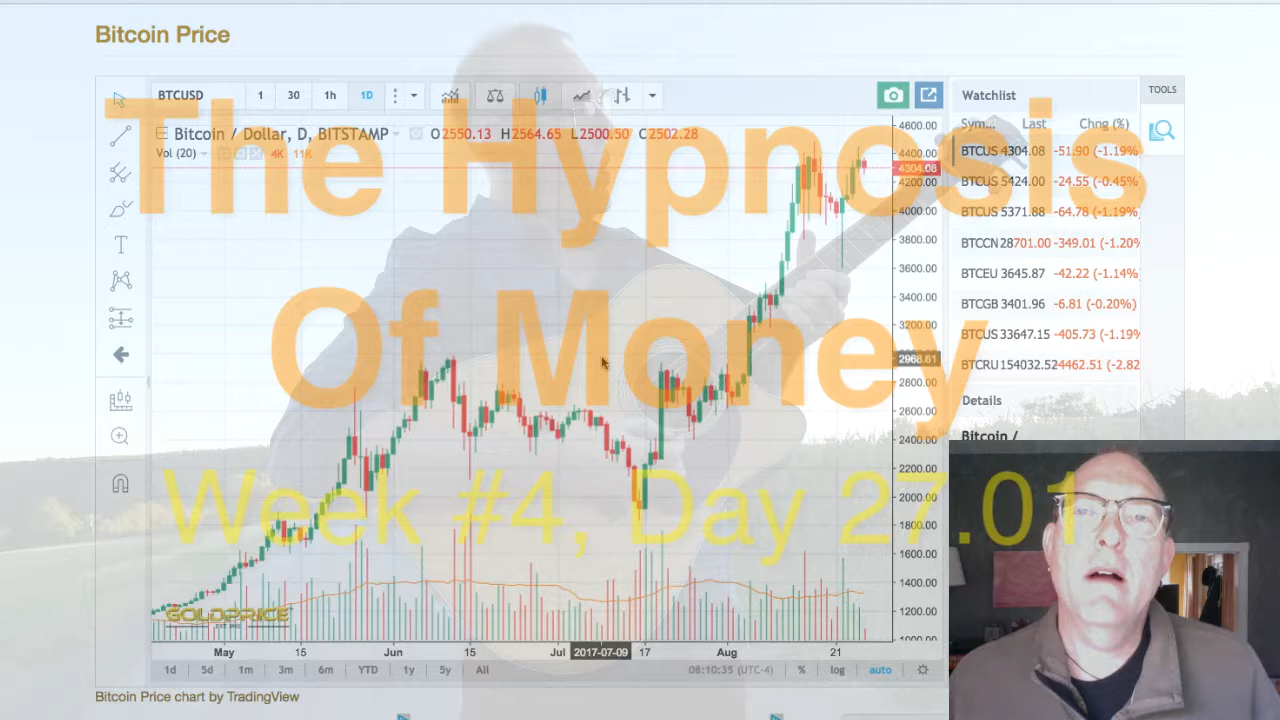 Bitcoin Price
BTCUSD 1 30 1h 1D
Watchlist
TOOLS
Bitcoin / Dollar, D, BITSTAMP O2550.13 H2564.65 L2500.50 C2502.28
Vol (20) 4K 11K
Sym... Last Chng (%)
BTCUS 4304.08 -51.90 (-1.19%
BTCUS 5424.00 -24.55 (-0.45%
BTCUS 5371.88 -64.78 (-1.19%
BTCCN 28701.00 -349.01 (-1.20%
BTCEU 3645.87 -42.22 (-1.14%
BTCGB 3401.96 -6.81 (-0.20%)
BTCUS 33647.15 -405.73 (-1.19%
BTCRU 154032.52 4462.51 (-2.82
Details
Bitcoin /
The Hypnosis
Of Money
Week #4, Day 27.01
4600.00
4400.00
4304.08
4200.00
4000.00
3800.00
3600.00
3400.00
3200.00
2968.61
2800.00
2600.00
2400.00
2200.00
2000.00
1800.00
1600.00
1400.00
1200.00
1000.00
GOLDPRICE
May 15 Jun 15 Jul 2017-07-09 17 Aug 21
1d 5d 1m 3m 6m YTD 1y 5y All 08:10:35 (UTC-4) % log auto
Bitcoin Price chart by TradingView